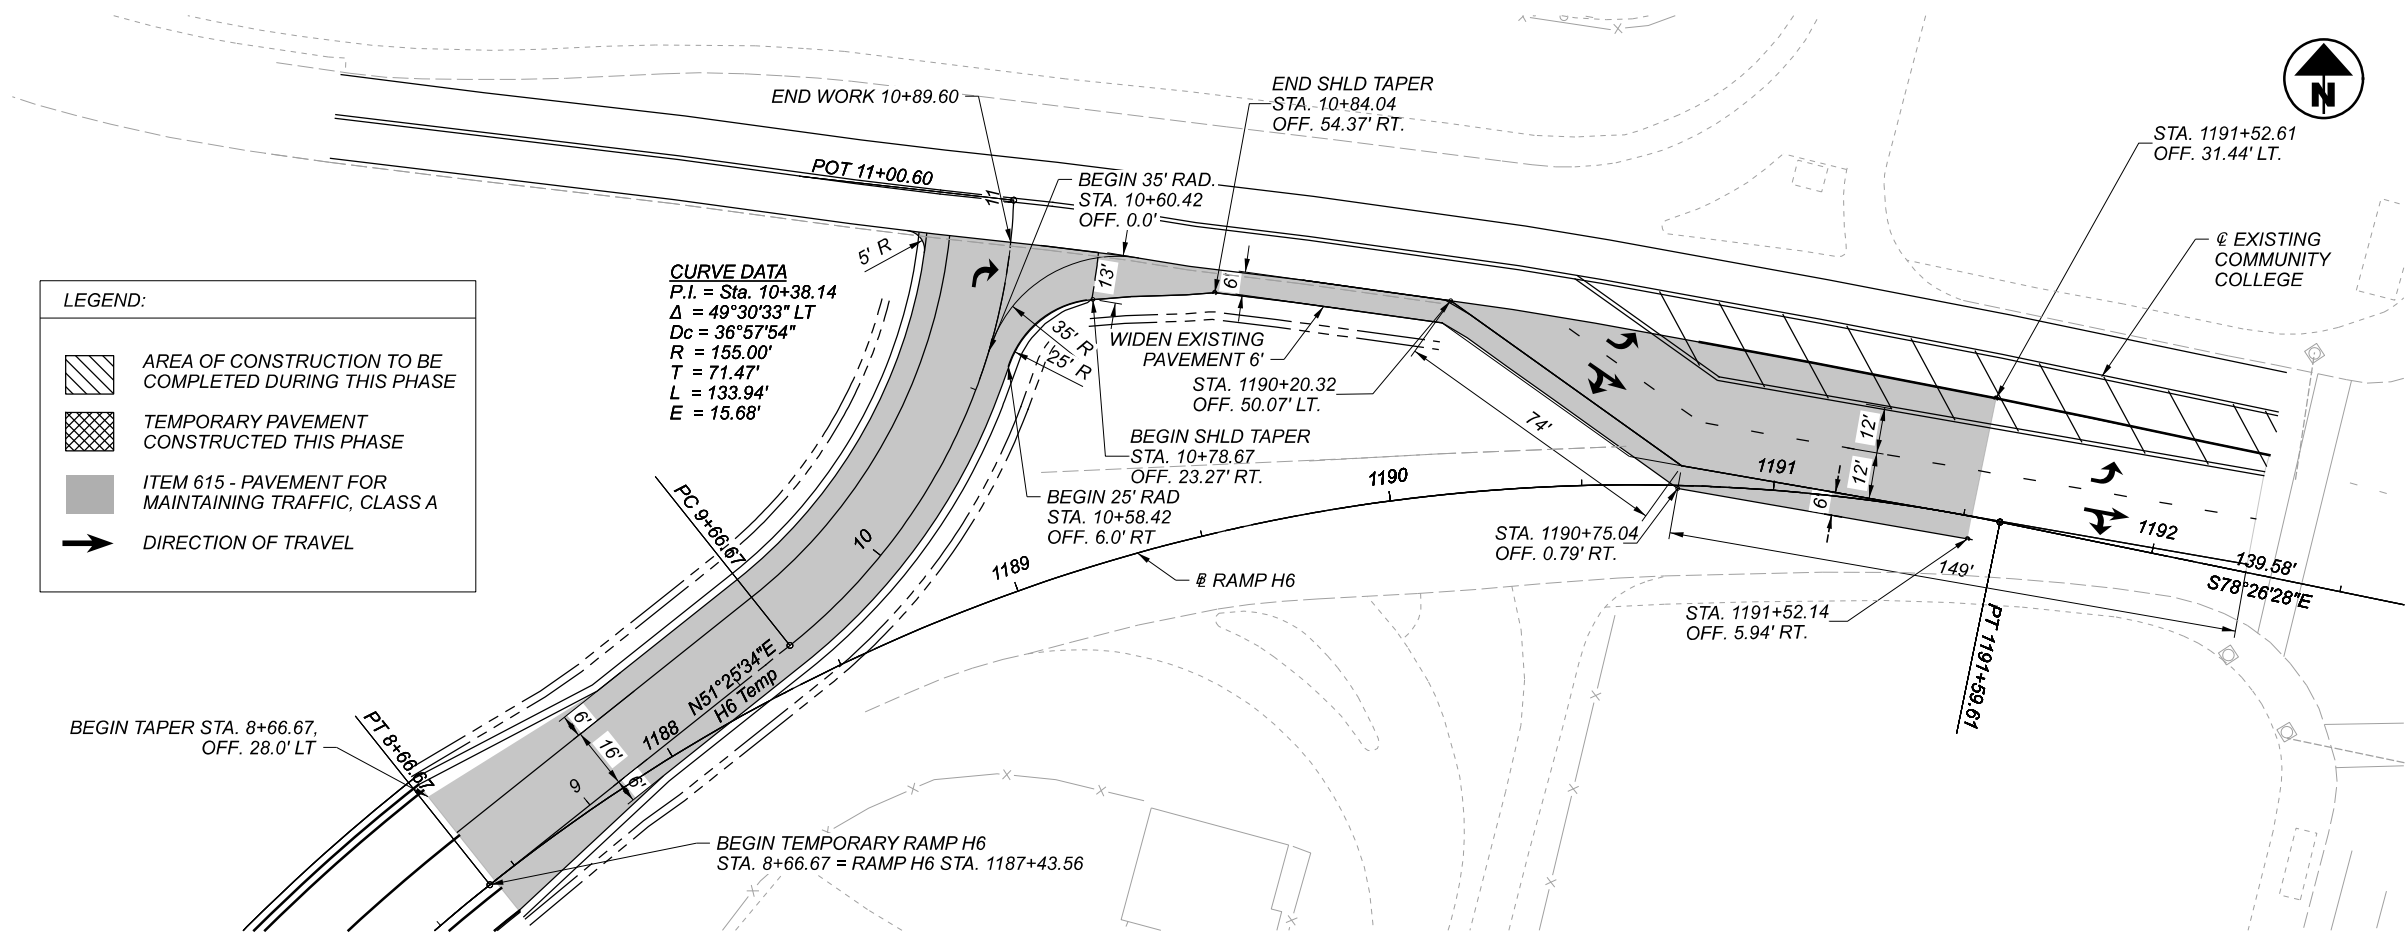 END WORK 10+89.60
END SHLD TAPER
STA. 10+84.04
OFF. 54.37' RT.
N
STA. 1191+52.61
OFF. 31.44' LT.
POT 11+00.60
11
BEGIN 35' RAD.
STA. 10+60.42
OFF. 0.0'
5' R
13'
6'
℄ EXISTING
COMMUNITY
COLLEGE
CURVE DATA
P.I. = Sta. 10+38.14
Δ = 49°30'33" LT
Dc = 36°57'54"
R = 155.00'
T = 71.47'
L = 133.94'
E = 15.68'
LEGEND:
AREA OF CONSTRUCTION TO BE
COMPLETED DURING THIS PHASE
TEMPORARY PAVEMENT
CONSTRUCTED THIS PHASE
ITEM 615 - PAVEMENT FOR
MAINTAINING TRAFFIC, CLASS A
DIRECTION OF TRAVEL
35' R
25' R
WIDEN EXISTING
PAVEMENT 6'
STA. 1190+20.32
OFF. 50.07' LT.
74'
BEGIN SHLD TAPER
STA. 10+78.67
OFF. 23.27' RT.
BEGIN 25' RAD
STA. 10+58.42
OFF. 6.0' RT
12'
12'
6'
1190
1191
1192
1189
1188
10
9
PC 9+66.67
STA. 1190+75.04
OFF. 0.79' RT.
℄ RAMP H6
149'
139.58'
S78°26'28"E
STA. 1191+52.14
OFF. 5.94' RT.
PT 1191+59.61
N51°25'34"E
H6 Temp
6'
16'
6'
BEGIN TAPER STA. 8+66.67,
OFF. 28.0' LT
PT 8+66.67
BEGIN TEMPORARY RAMP H6
STA. 8+66.67 = RAMP H6 STA. 1187+43.56